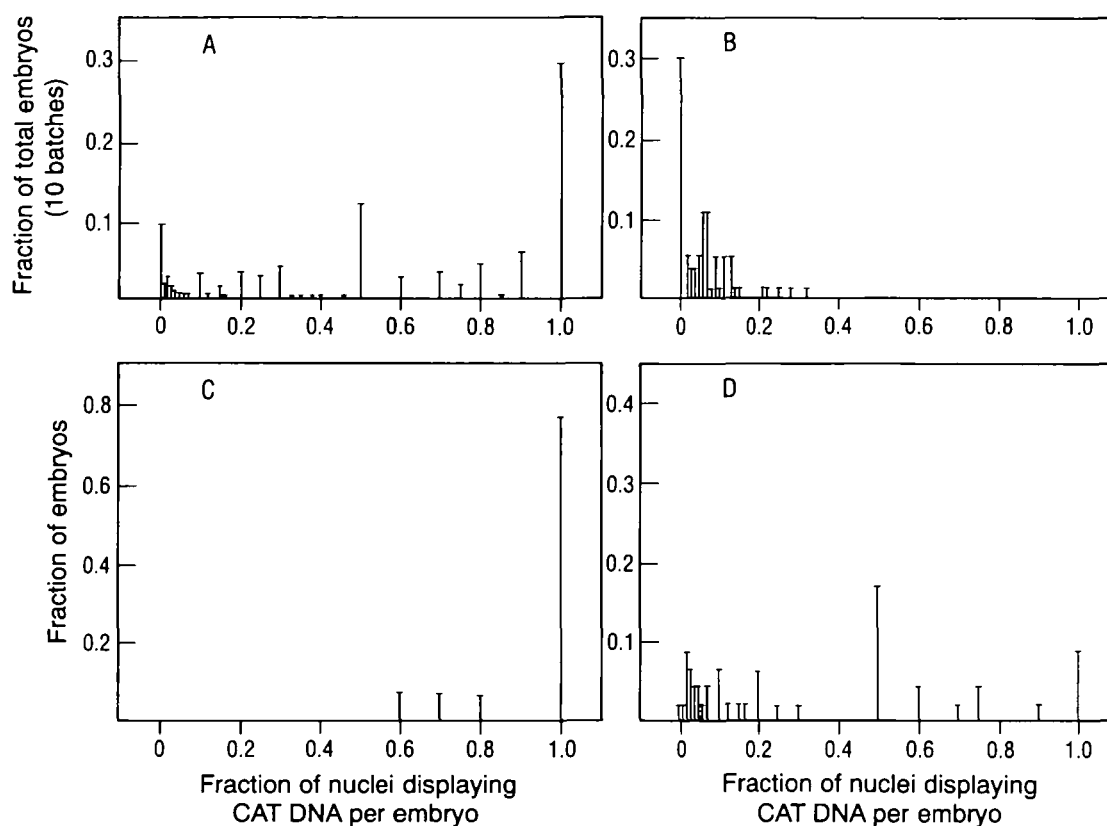 A
B
Fraction of total embryos
(10 batches)
0.3
0.2
0.1
0 0.2 0.4 0.6 0.8 1.0
0.3
0.2
0.1
0 0.2 0.4 0.6 0.8 1.0
C
D
Fraction of embryos
0.8
0.6
0.4
0.2
0 0.2 0.4 0.6 0.8 1.0
Fraction of nuclei displaying
CAT DNA per embryo
0.4
0.3
0.2
0.1
0 0.2 0.4 0.6 0.8 1.0
Fraction of nuclei displaying
CAT DNA per embryo